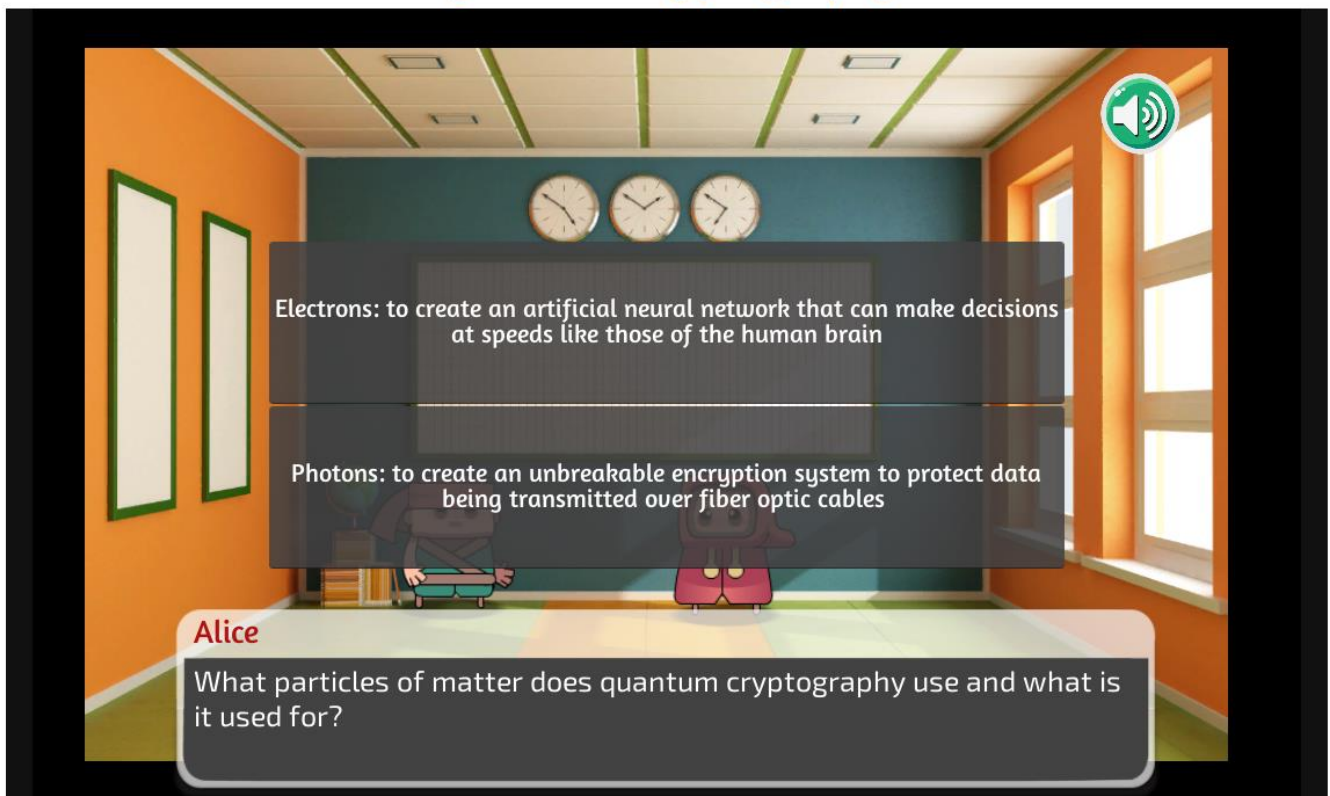 Electrons: to create an artificial neural network that can make decisions
at speeds like those of the human brain
Photons: to create an unbreakable encryption system to protect data
being transmitted over fiber optic cables
Alice
What particles of matter does quantum cryptography use and what is
it used for?